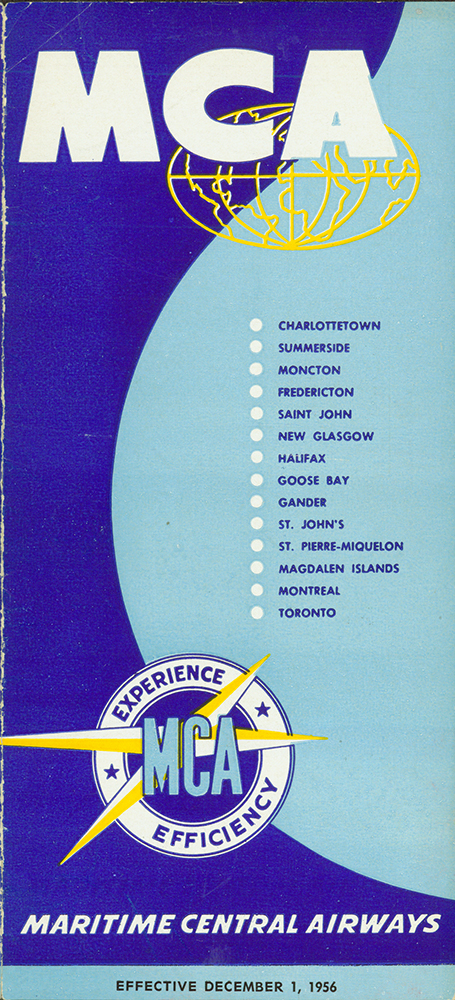 MCA
CHARLOTTETOWN
SUMMERSIDE
MONCTON
FREDERICTON
SAINT JOHN
NEW GLASGOW
HALIFAX
GOOSE BAY
GANDER
ST. JOHN'S
ST. PIERRE-MIQUELON
MAGDALEN ISLANDS
MONTREAL
TORONTO
EXPERIENCE
MCA
EFFICIENCY
MARITIME CENTRAL AIRWAYS
EFFECTIVE DECEMBER 1, 1956